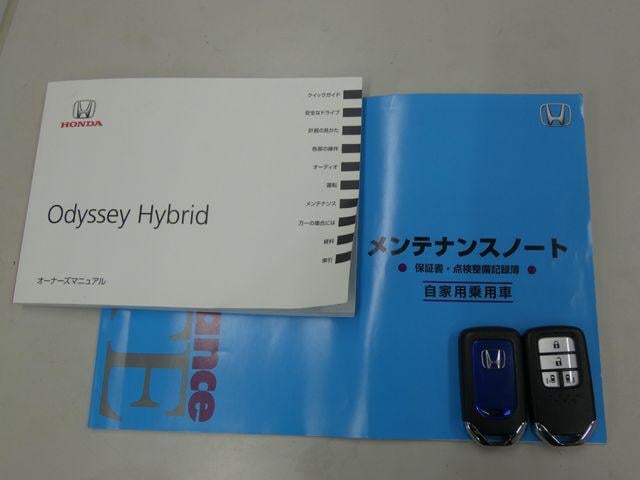 HONDA
Odyssey Hybrid
オーナーズマニュアル
クイックガイド
安全なドライブ
計器の見かた
各部の操作
オーディオ
運転
メンテナンス
万一の場合には
資料
索引
メンテナンスノート
保証書・点検整備記録簿
自家用乗用車